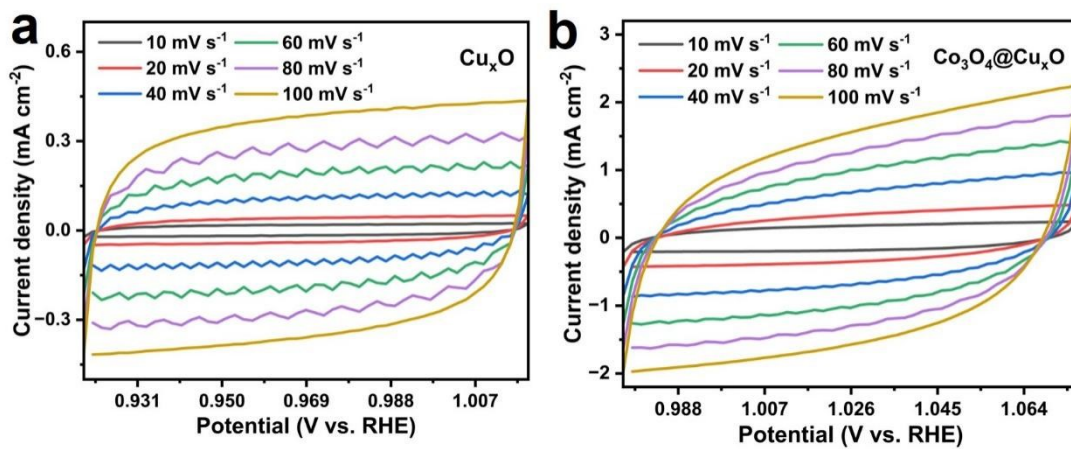 a
10 mV s⁻¹ 60 mV s⁻¹
20 mV s⁻¹ 80 mV s⁻¹
40 mV s⁻¹ 100 mV s⁻¹
CuₓO
Current density (mA cm⁻²)
0.6
0.3
0.0
−0.3
0.931 0.950 0.969 0.988 1.007
Potential (V vs. RHE)
b
10 mV s⁻¹ 60 mV s⁻¹
20 mV s⁻¹ 80 mV s⁻¹
40 mV s⁻¹ 100 mV s⁻¹
Co₃O₄@CuₓO
Current density (mA cm⁻²)
3
2
1
0
−1
−2
0.988 1.007 1.026 1.045 1.064
Potential (V vs. RHE)